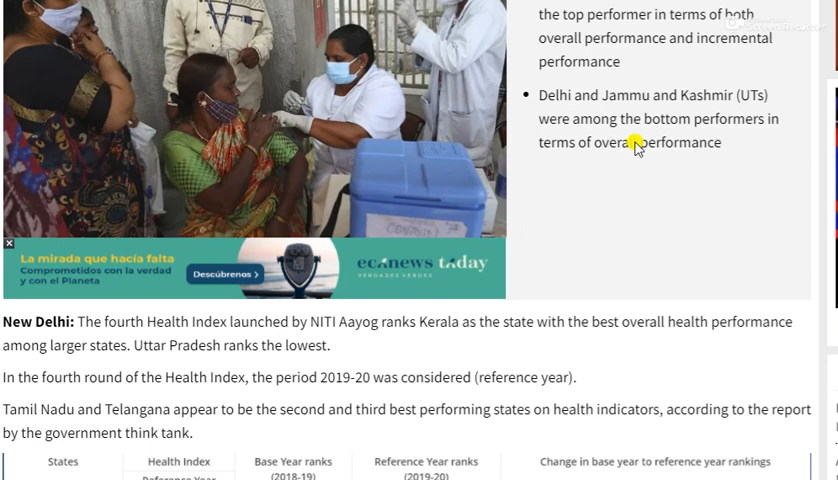 the top performer in terms of both
overall performance and incremental
performance
• Delhi and Jammu and Kashmir (UTs)
were among the bottom performers in
terms of overall performance
La mirada que hacía falta
Comprometidos con la verdad
y con el Planeta
Descúbrenos >
ecanews today
VERDADES VERDES
New Delhi: The fourth Health Index launched by NITI Aayog ranks Kerala as the state with the best overall health performance
among larger states. Uttar Pradesh ranks the lowest.
In the fourth round of the Health Index, the period 2019-20 was considered (reference year).
Tamil Nadu and Telangana appear to be the second and third best performing states on health indicators, according to the report
by the government think tank.
States
Health Index
Base Year ranks
Reference Year ranks
Change in base year to reference year rankings
Reference Year
(2018-19)
(2019-20)